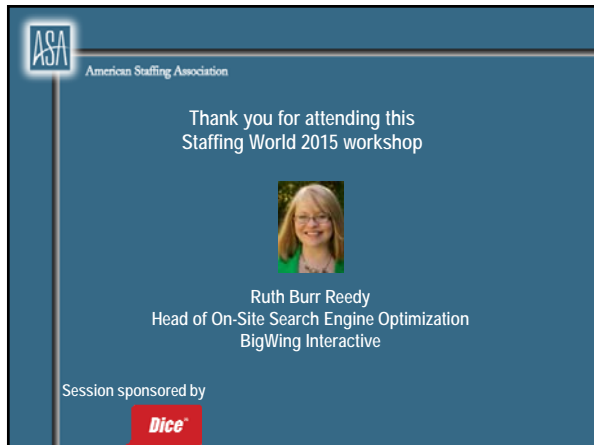 ASA
American Staffing Association
Thank you for attending this
Staffing World 2015 workshop
Ruth Burr Reedy
Head of On-Site Search Engine Optimization
BigWing Interactive
Session sponsored by
Dice™